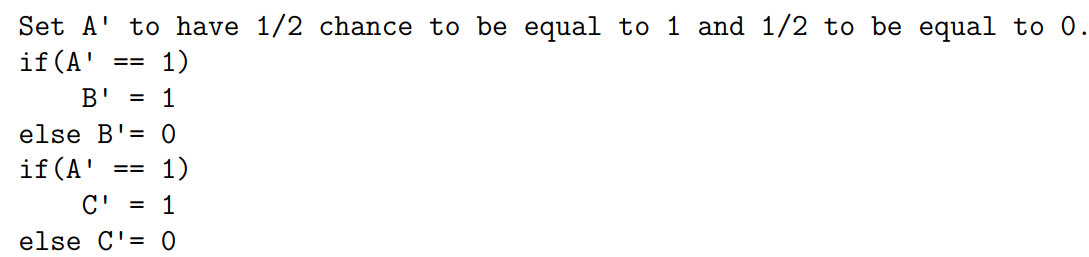 Set A' to have 1/2 chance to be equal to 1 and 1/2 to be equal to 0.
if(A' == 1)
    B' = 1
else B'= 0
if(A' == 1)
    C' = 1
else C'= 0